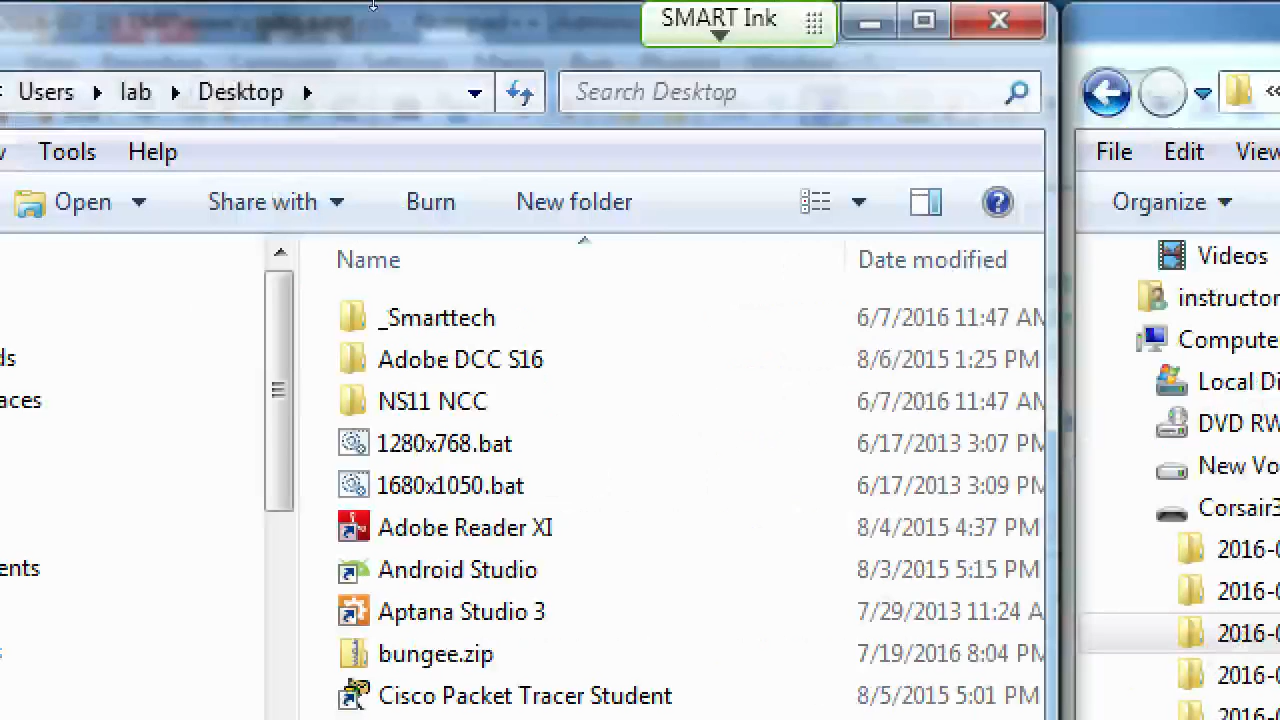 SMART Ink
Users lab Desktop
Search Desktop
Tools Help
File Edit View
Open Share with Burn New folder
Organize
Name Date modified
Videos
_Smarttech 6/7/2016 11:47 AM
instructor
Adobe DCC S16 8/6/2015 1:25 PM
Compute
ds
NS11 NCC 6/7/2016 11:47 AM
Local Di
aces
1280x768.bat 6/17/2013 3:07 PM
DVD RW
1680x1050.bat 6/17/2013 3:09 PM
New Vo
Adobe Reader XI 8/4/2015 4:37 PM
Corsair3
Android Studio 8/3/2015 5:15 PM
2016-0
ents
Aptana Studio 3 7/29/2013 11:24 A
2016-0
bungee.zip 7/19/2016 8:04 PM
2016-0
Cisco Packet Tracer Student 8/5/2015 5:01 PM
2016-0
2016-0